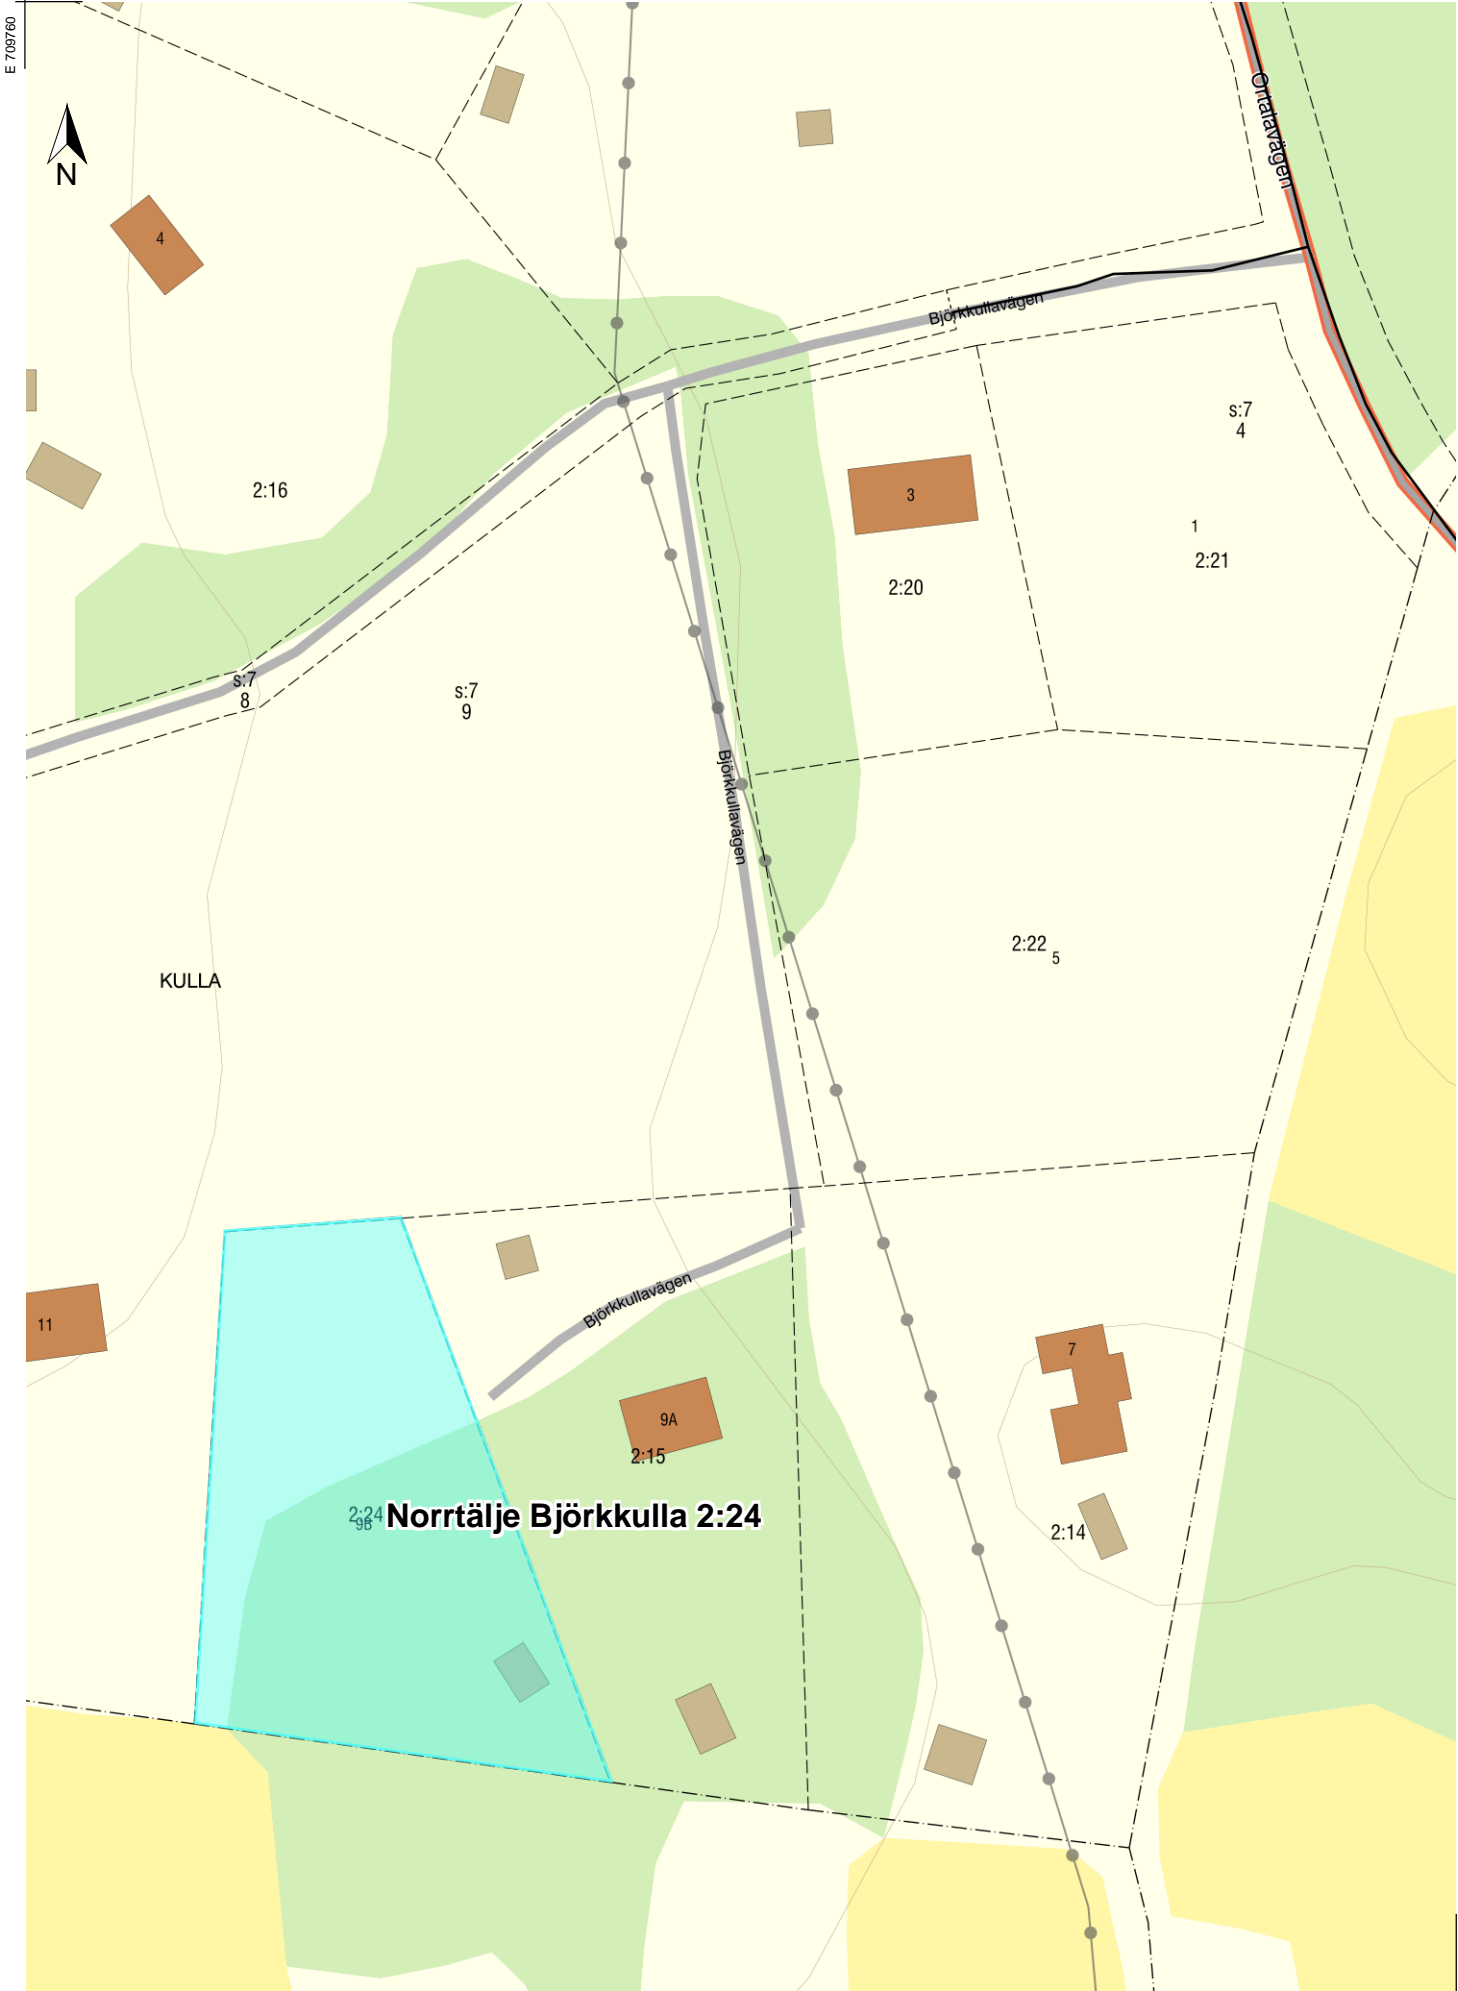 E 709760
N
Ortalavägen
4
Björkkullavägen
s:7
4
2:16
3
1
2:21
2:20
s:7
8
s:7
9
Björkkullavägen
2:22
5
KULLA
Björkkullavägen
11
7
9A
2:15
2:24
9B
Norrtälje Björkkulla 2:24
2:14